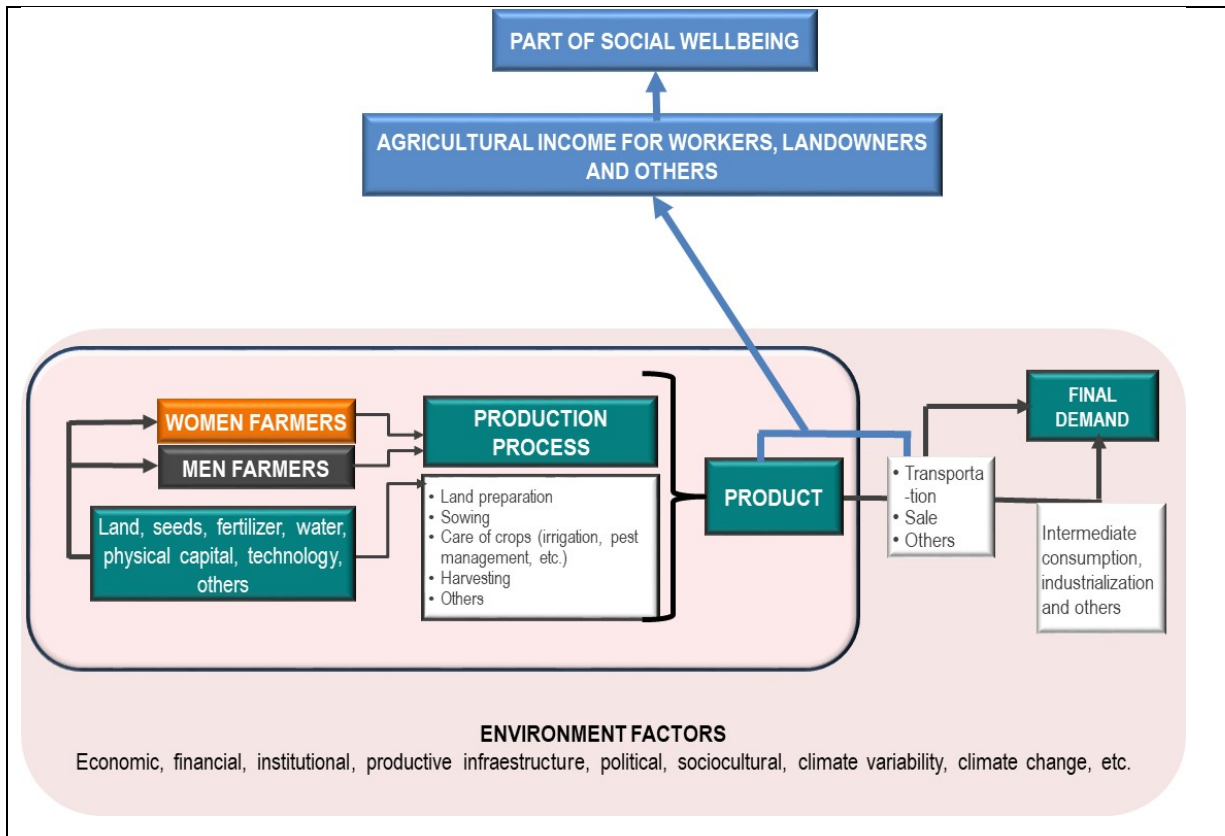 PART OF SOCIAL WELLBEING
AGRICULTURAL INCOME FOR WORKERS, LANDOWNERS
AND OTHERS
WOMEN FARMERS
MEN FARMERS
Land, seeds, fertilizer, water,
physical capital, technology,
others
PRODUCTION
PROCESS
• Land preparation
• Sowing
• Care of crops (irrigation, pest
management, etc.)
• Harvesting
• Others
PRODUCT
• Transporta
-tion
• Sale
• Others
FINAL
DEMAND
Intermediate
consumption,
industrialization
and others
ENVIRONMENT FACTORS
Economic, financial, institutional, productive infraestructure, political, sociocultural, climate variability, climate change, etc.